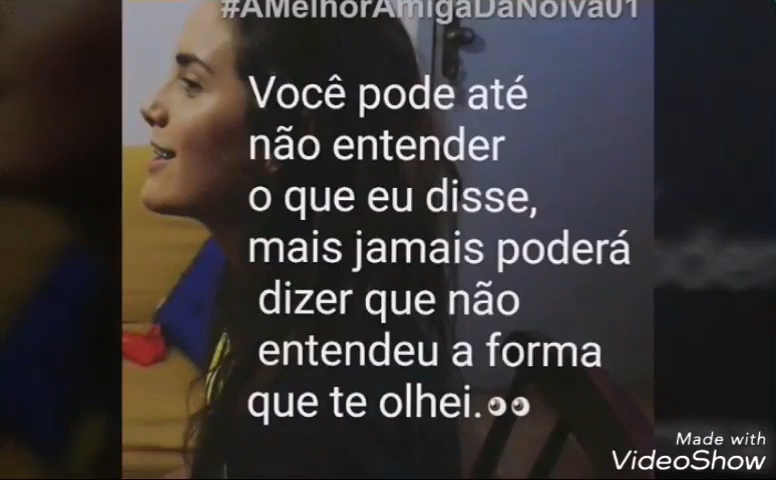 #AMelhorAmigaDaNoiva01
Você pode até
não entender
o que eu disse,
mais jamais poderá
dizer que não
entendeu a forma
que te olhei.👀
Made with
VideoShow